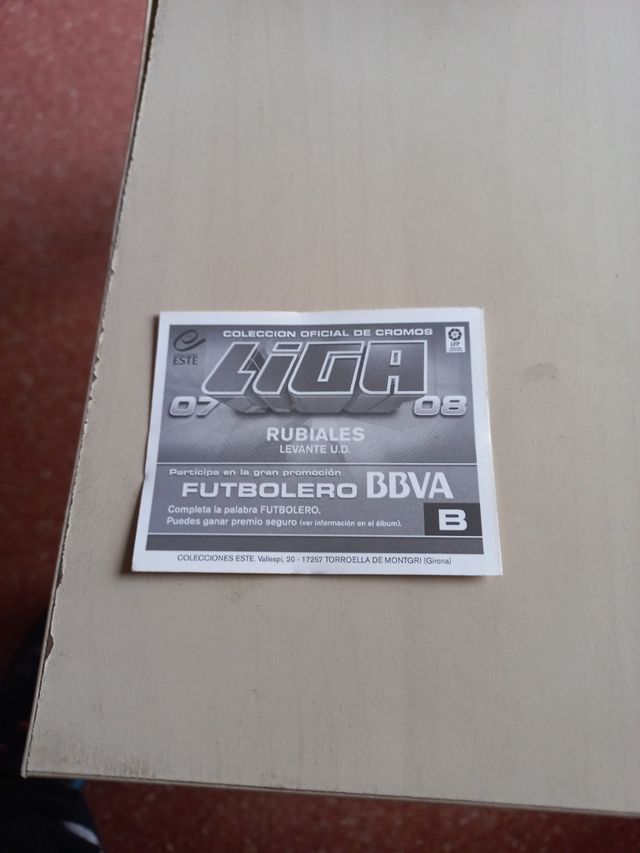 COLECCION OFICIAL DE CROMOS
ESTE
LFP
LiGA
07 08
RUBIALES
LEVANTE U.D.
Participa en la gran promoción
FUTBOLERO BBVA
Completa la palabra FUTBOLERO.
Puedes ganar premio seguro (ver información en el álbum).
B
COLECCIONES ESTE. Vallespí, 20 - 17257 TORROELLA DE MONTGRI (Girona)